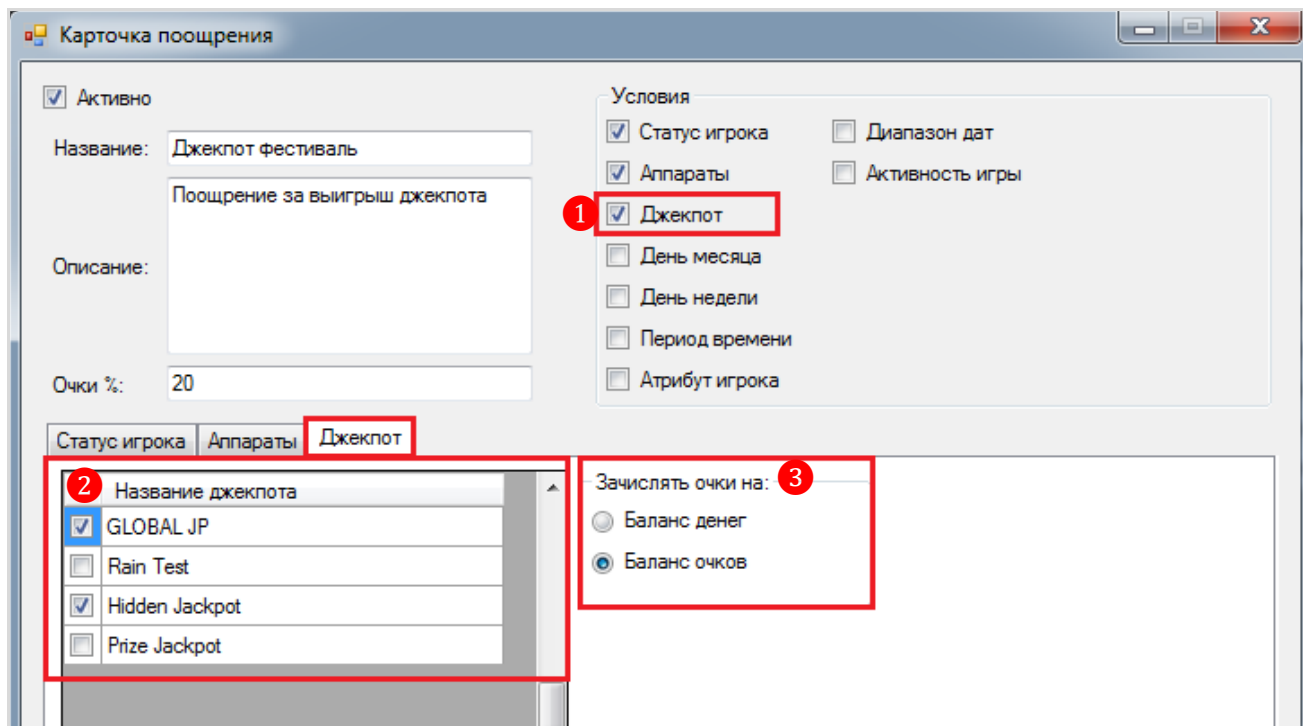 Карточка поощрения
Активно
Название: Джекпот фестиваль
Описание: Поощрение за выигрыш джекпота
Очки %: 20
Условия
Статус игрока
Аппараты
1 Джекпот
День месяца
День недели
Период времени
Атрибут игрока
Диапазон дат
Активность игры
Статус игрока Аппараты Джекпот
2 Название джекпота
GLOBAL JP
Rain Test
Hidden Jackpot
Prize Jackpot
Зачислять очки на: 3
Баланс денег
Баланс очков